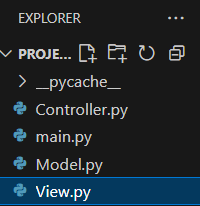 EXPLORER
PROJE...
__pycache__
Controller.py
main.py
Model.py
View.py